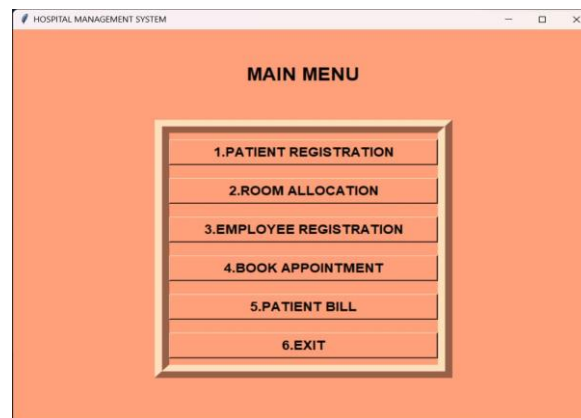 HOSPITAL MANAGEMENT SYSTEM
MAIN MENU
1.PATIENT REGISTRATION
2.ROOM ALLOCATION
3.EMPLOYEE REGISTRATION
4.BOOK APPOINTMENT
5.PATIENT BILL
6.EXIT